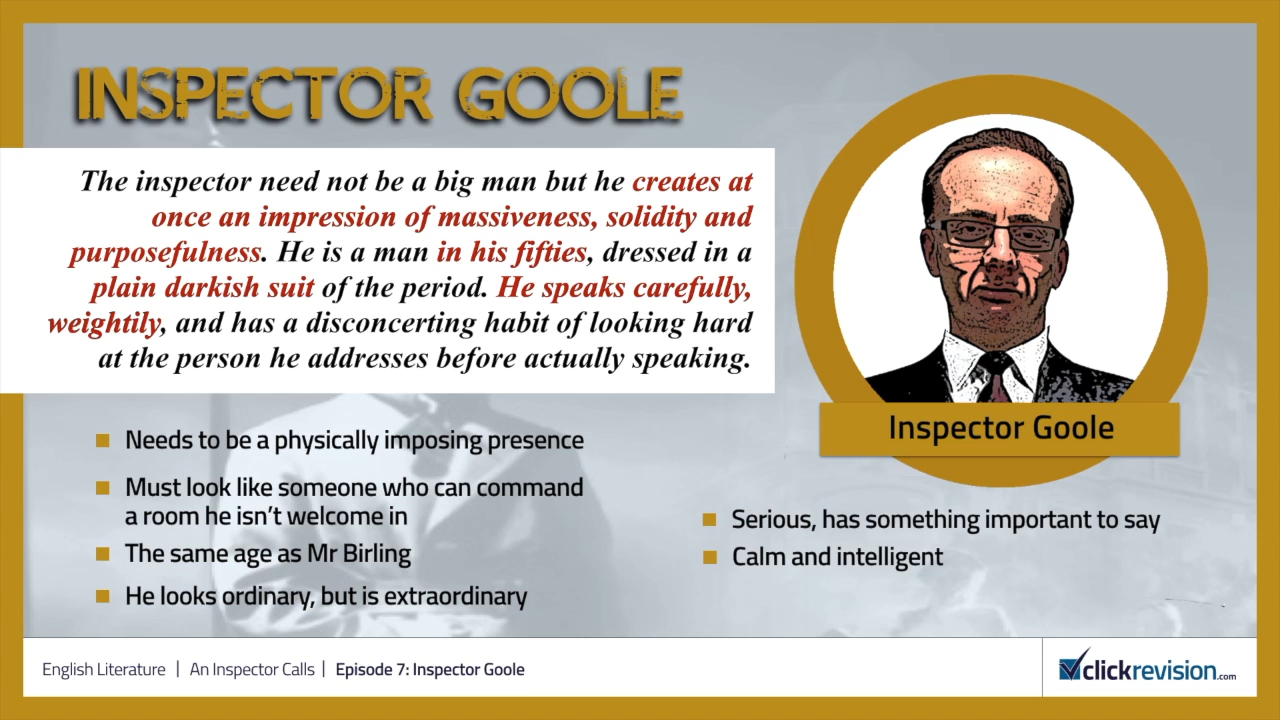 INSPECTOR GOOLE
The inspector need not be a big man but he creates at
once an impression of massiveness, solidity and
purposefulness. He is a man in his fifties, dressed in a
plain darkish suit of the period. He speaks carefully,
weightily, and has a disconcerting habit of looking hard
at the person he addresses before actually speaking.
Inspector Goole
Needs to be a physically imposing presence
Must look like someone who can command
a room he isn't welcome in
The same age as Mr Birling
He looks ordinary, but is extraordinary
Serious, has something important to say
Calm and intelligent
English Literature | An Inspector Calls | Episode 7: Inspector Goole
clickrevision.com